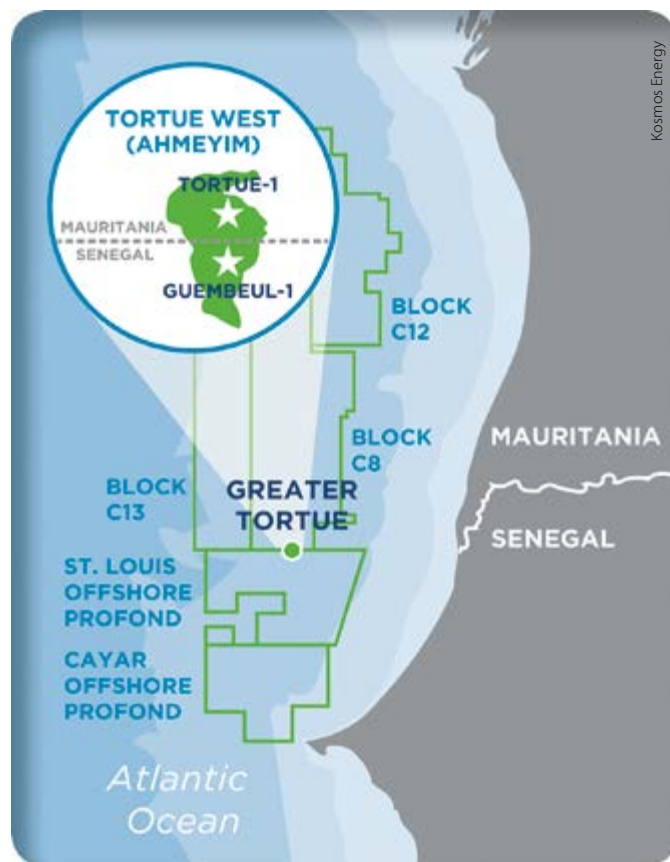 Kosmos Energy
TORTUE WEST
(AHMEYIM)
TORTUE-1
MAURITANIA
SENEGAL
GUEMBEUL-1
BLOCK
C12
BLOCK
C8
MAURITANIA
SENEGAL
BLOCK
C13
GREATER
TORTUE
ST. LOUIS
OFFSHORE
PROFOND
CAYAR
OFFSHORE
PROFOND
Atlantic
Ocean